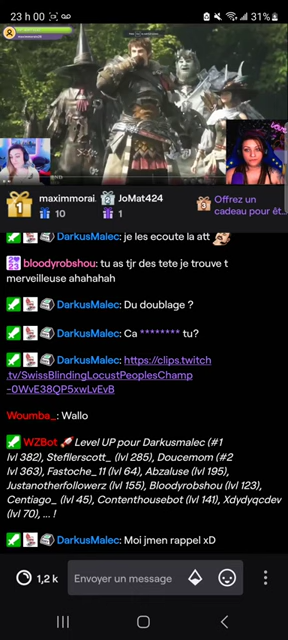 23 h 00
31%
maximmorai.
10
JoMat424
1
Offrez un
cadeau pour êt...
DarkusMalec: je les ecoute la att
bloodyrobshou: tu as tjr des tete je trouve t
merveilleuse ahahahah
DarkusMalec: Du doublage ?
DarkusMalec: Ca ******** tu?
DarkusMalec: https://clips.twitch
.tv/SwissBlindingLocustPeoplesChamp
-0WvE38QP5xwLvEvB
Woumba_: Wallo
WZBot 🚀 Level UP pour Darkusmalec (#1
lvl 382), Stefllerscott_ (lvl 285), Doucemom (#2
lvl 363), Fastoche_11 (lvl 64), Abzaluse (lvl 195),
Justanotherfollowerz (lvl 155), Bloodyrobshou (lvl 123),
Centiago_ (lvl 45), Contenthousebot (lvl 141), Xdydyqcdev
(lvl 70), ... !
DarkusMalec: Moi jmen rappel xD
1,2 k
Envoyer un message